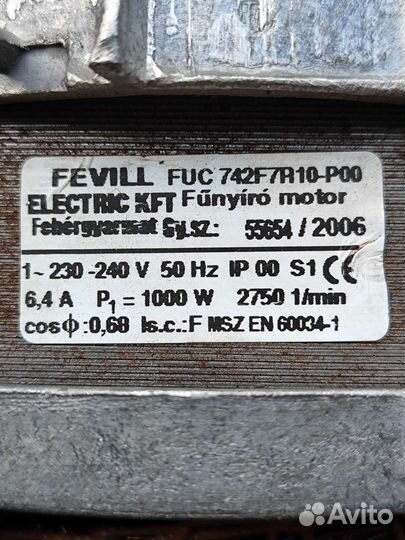 FEVILL FUC 742F7R10-P00
ELECTRIC KFT Fűnyíró motor
Fehérgyarmat Gy.sz.: 55654 / 2006
1~ 230-240 V 50 Hz IP 00 S1 CE
6,4 A P1 = 1000 W 2750 1/min
cosϕ:0,68 Is.c.:F MSZ EN 60034-1
Avito